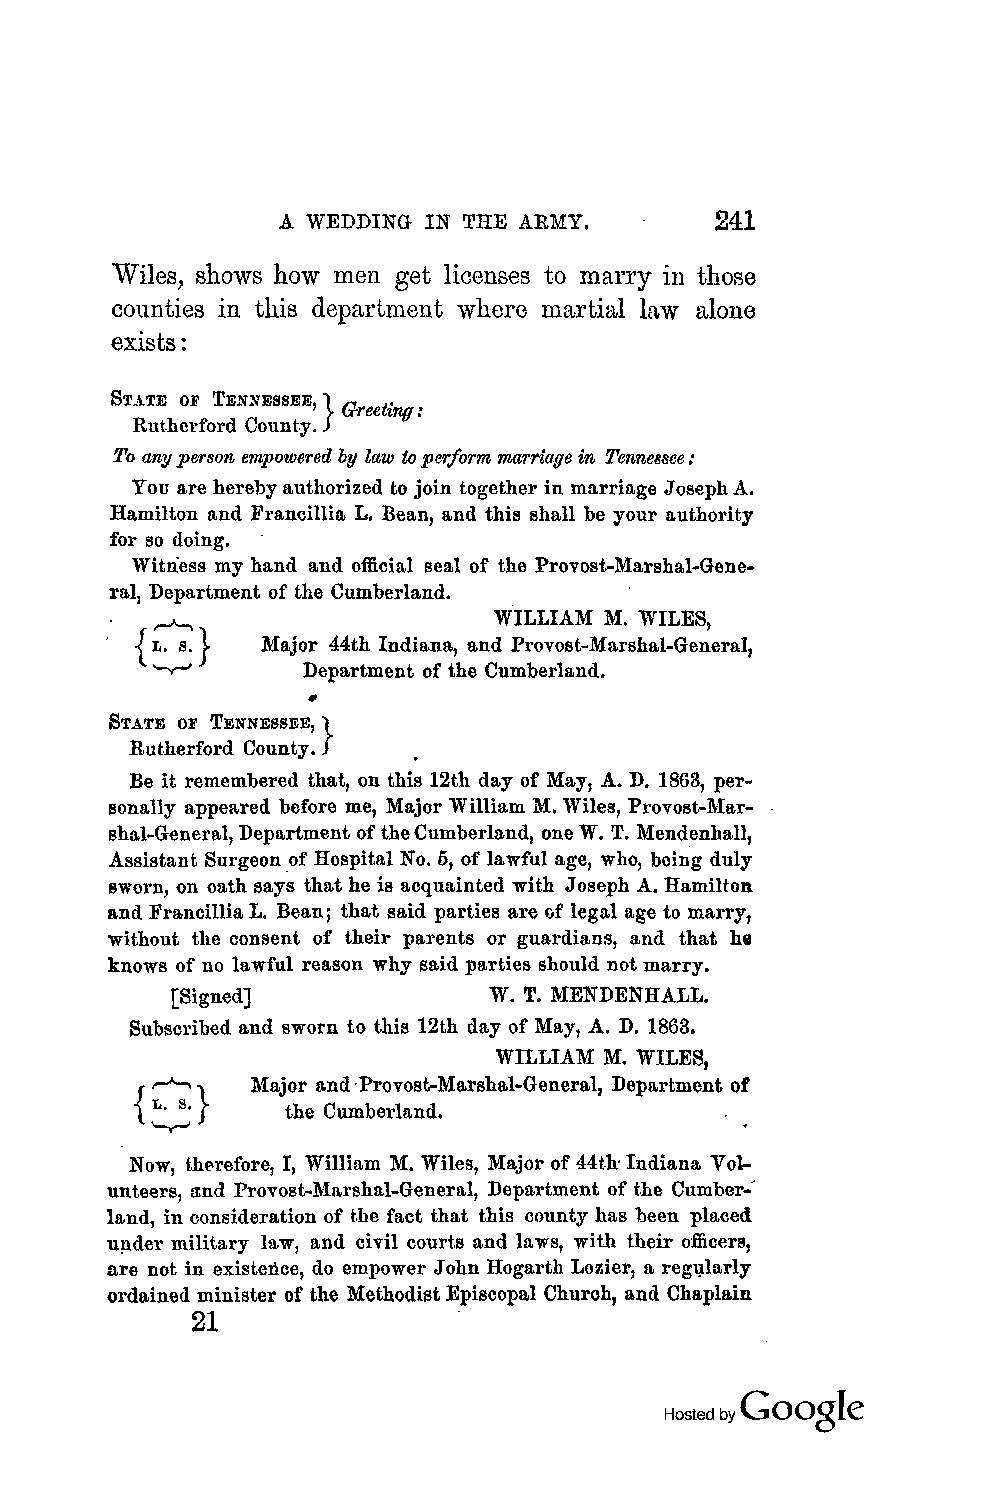 A WEDDING IN THE ARMY. 241
Wiles, shows how men get licenses to marry in those
counties in this department where martial law alone
exists:
STATE OF TENNESSEE, } Greeting:
Rutherford County.
To any person empowered by law to perform marriage in Tennessee:
You are hereby authorized to join together in marriage Joseph A.
Hamilton and Francillia L. Bean, and this shall be your authority
for so doing.
Witness my hand and official seal of the Provost-Marshal-Gene-
ral, Department of the Cumberland.
WILLIAM M. WILES,
{L. S.} Major 44th Indiana, and Provost-Marshal-General,
Department of the Cumberland.
STATE OF TENNESSEE, }
Rutherford County.
Be it remembered that, on this 12th day of May, A. D. 1863, per-
sonally appeared before me, Major William M. Wiles, Provost-Mar-
shal-General, Department of the Cumberland, one W. T. Mendenhall,
Assistant Surgeon of Hospital No. 5, of lawful age, who, being duly
sworn, on oath says that he is acquainted with Joseph A. Hamilton
and Francillia L. Bean; that said parties are of legal age to marry,
without the consent of their parents or guardians, and that he
knows of no lawful reason why said parties should not marry.
[Signed] W. T. MENDENHALL.
Subscribed and sworn to this 12th day of May, A. D. 1863.
WILLIAM M. WILES,
{L. S.} Major and Provost-Marshal-General, Department of
the Cumberland.
Now, therefore, I, William M. Wiles, Major of 44th Indiana Vol-
unteers, and Provost-Marshal-General, Department of the Cumber-
land, in consideration of the fact that this county has been placed
under military law, and civil courts and laws, with their officers,
are not in existence, do empower John Hogarth Lozier, a regularly
ordained minister of the Methodist Episcopal Church, and Chaplain
21
Hosted by Google